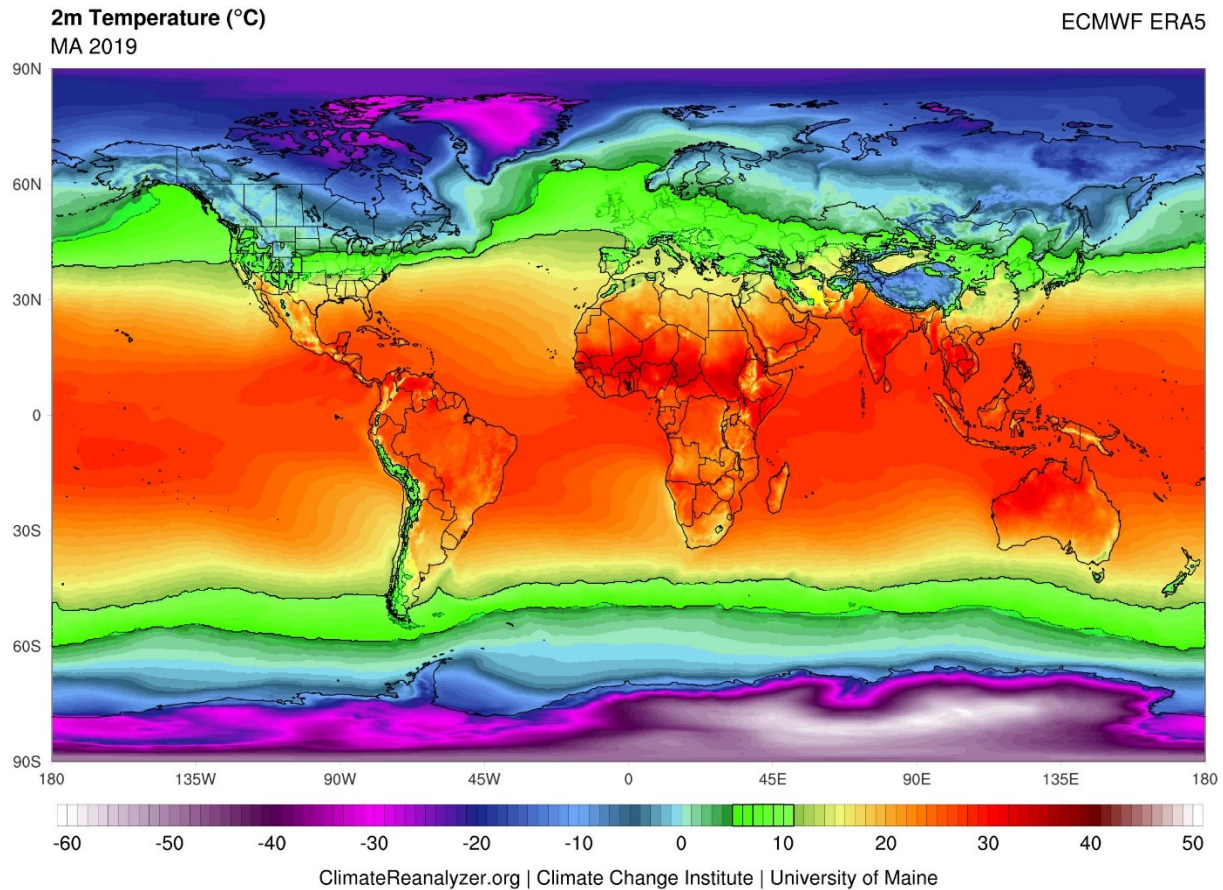 2m Temperature (°C)
ECMWF ERA5
MA 2019
90N
60N
30N
0
30S
60S
90S
180 135W 90W 45W 0 45E 90E 135E 180
-60 -50 -40 -30 -20 -10 0 10 20 30 40 50
ClimateReanalyzer.org | Climate Change Institute | University of Maine